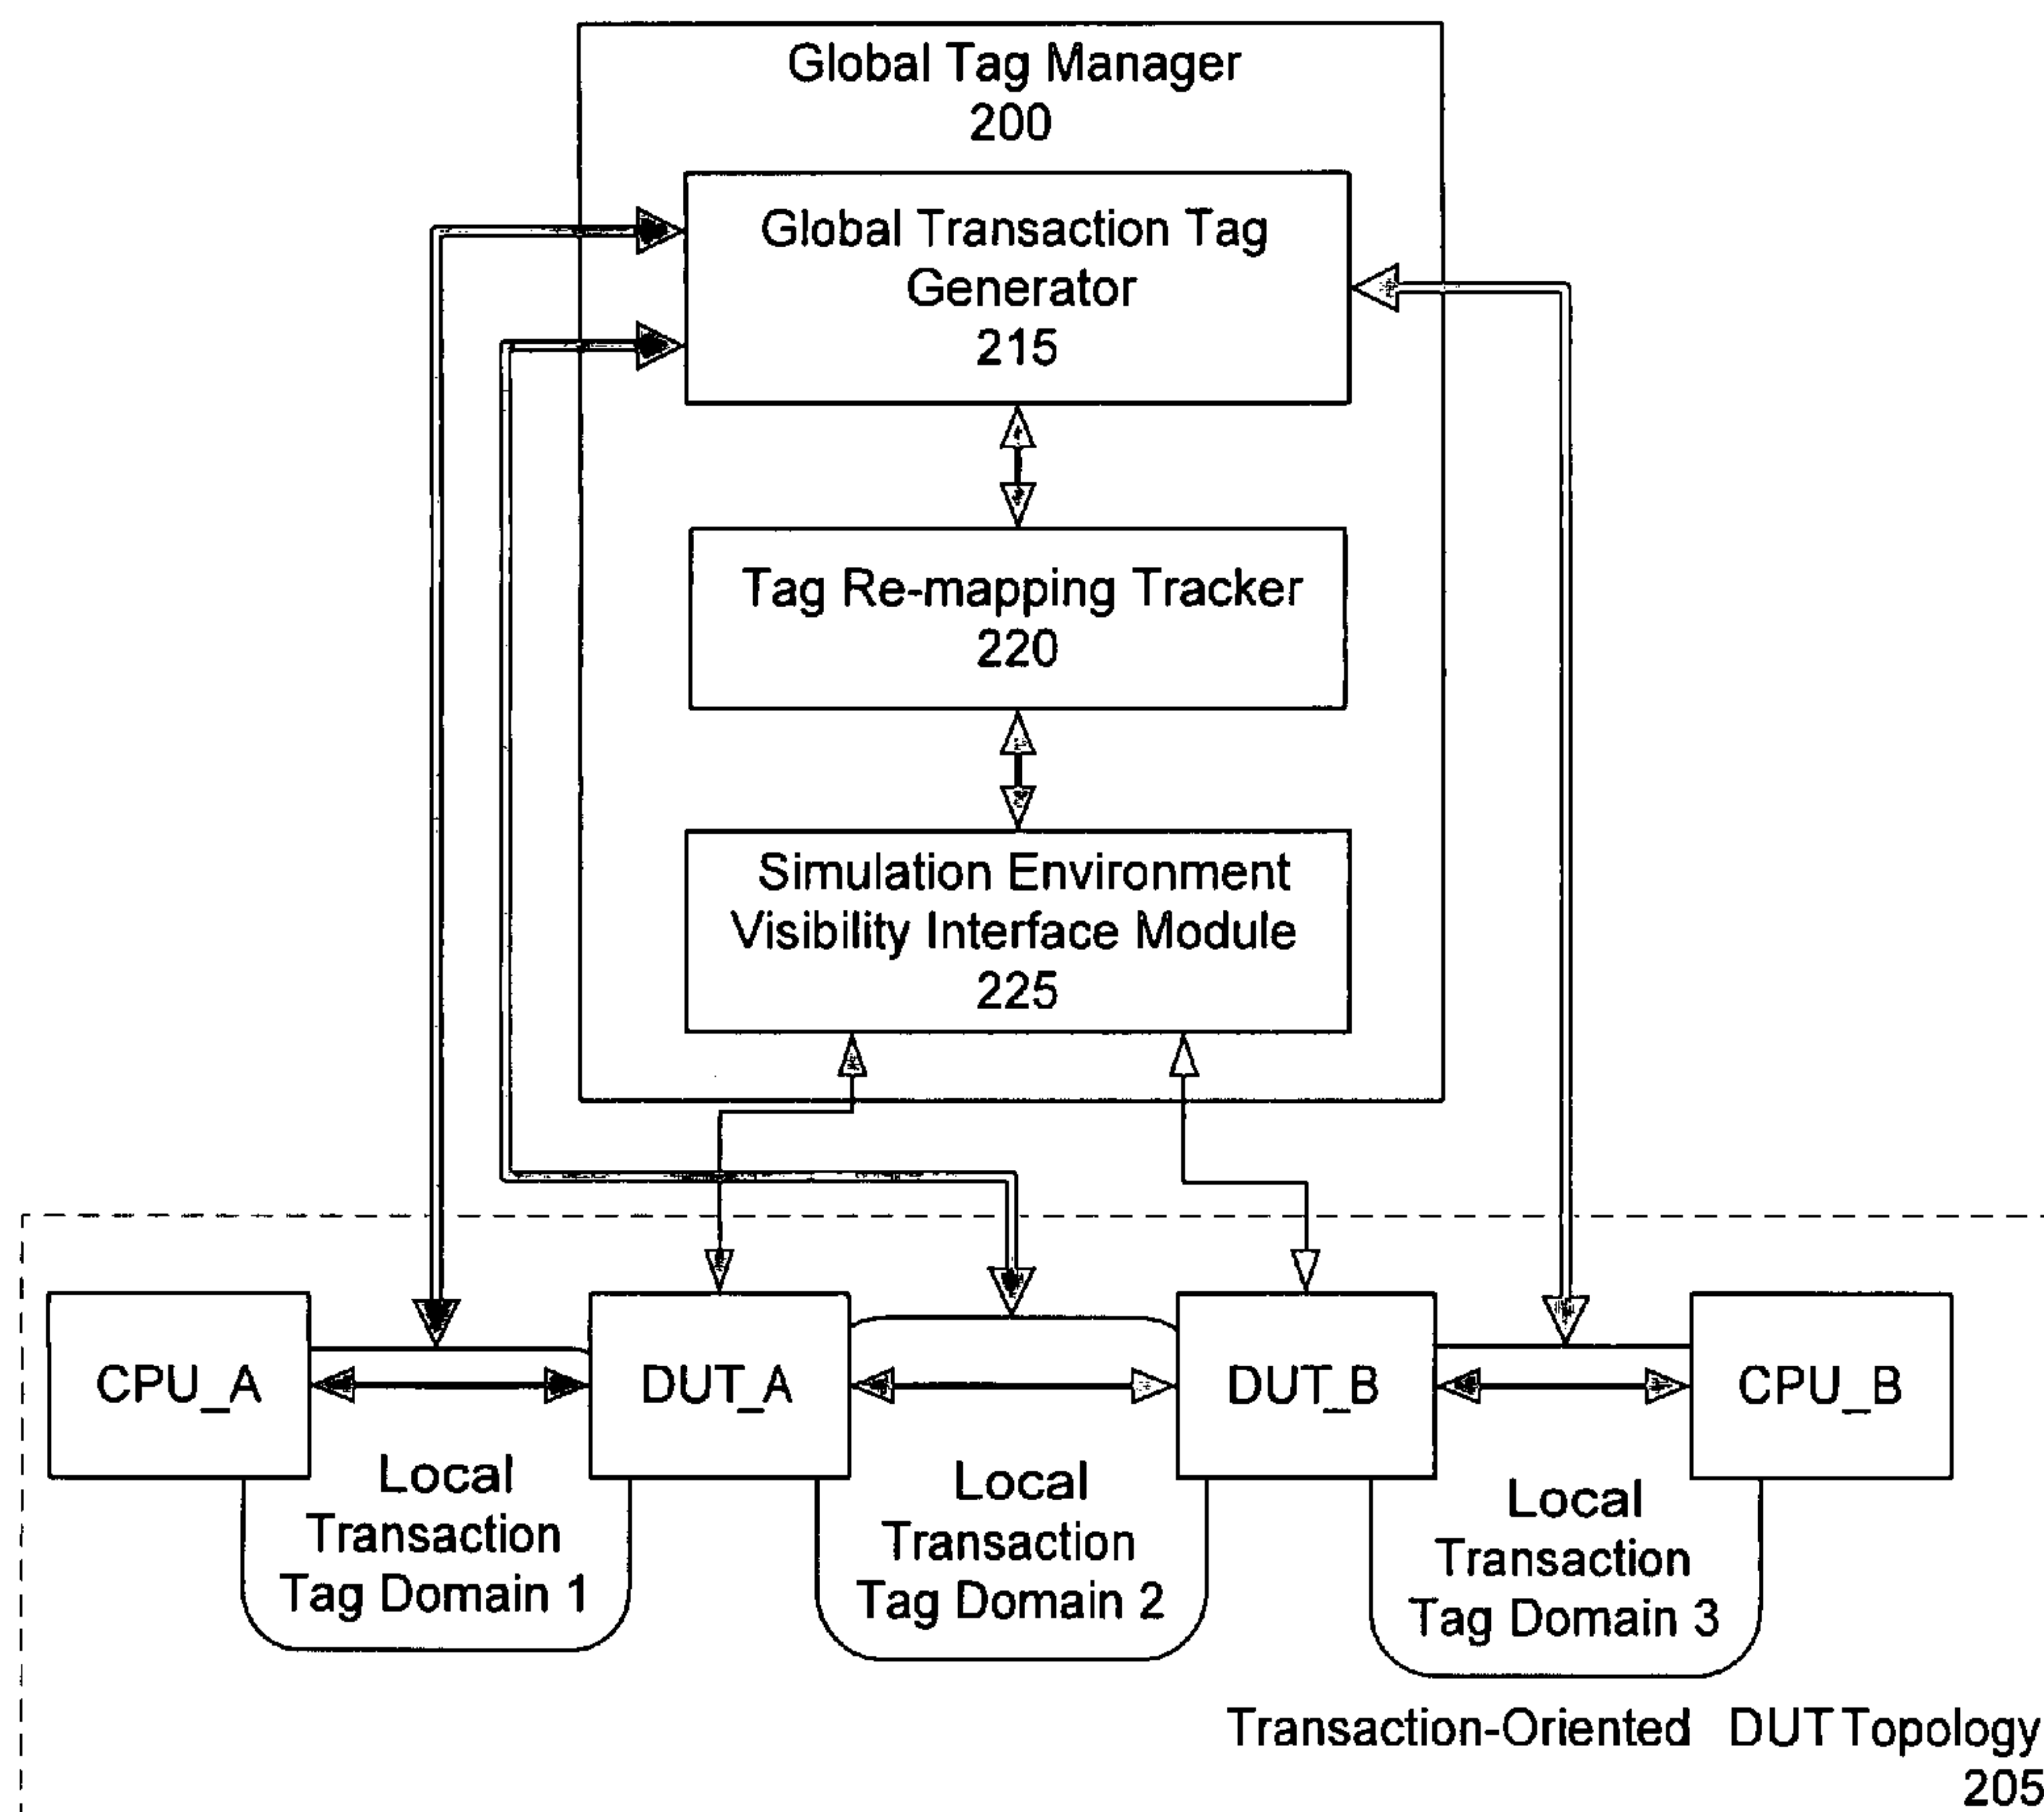 Global Tag Manager
200
Global Transaction Tag
Generator
215
Tag Re-mapping Tracker
220
Simulation Environment
Visibility Interface Module
225
CPU_A
DUT_A
DUT_B
CPU_B
Local
Transaction
Tag Domain 1
Local
Transaction
Tag Domain 2
Local
Transaction
Tag Domain 3
Transaction-Oriented DUT Topology
205